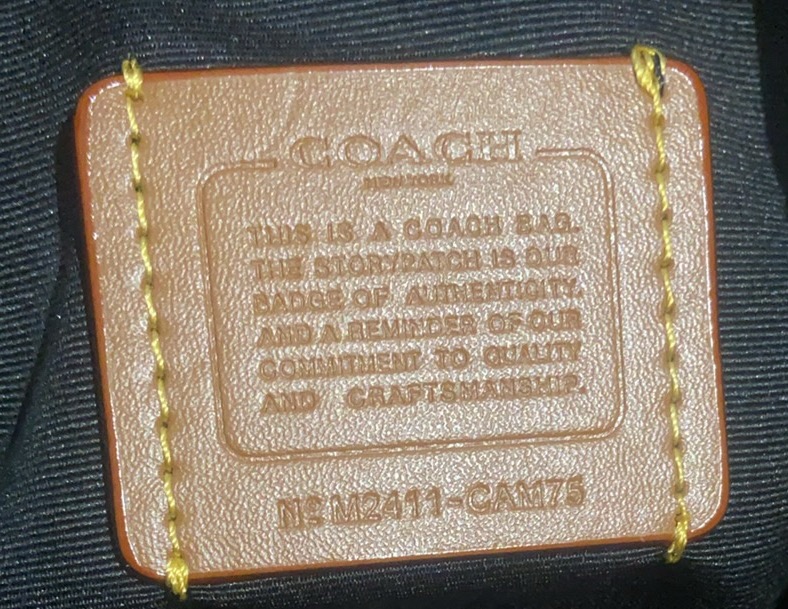 COACH
NEW YORK
THIS IS A COACH BAG.
THE STORYPATCH IS OUR
BADGE OF AUTHENTICITY.
AND A REMINDER OF OUR
COMMITMENT TO QUALITY
AND CRAFTSMANSHIP.
Nº M2411-CAM75